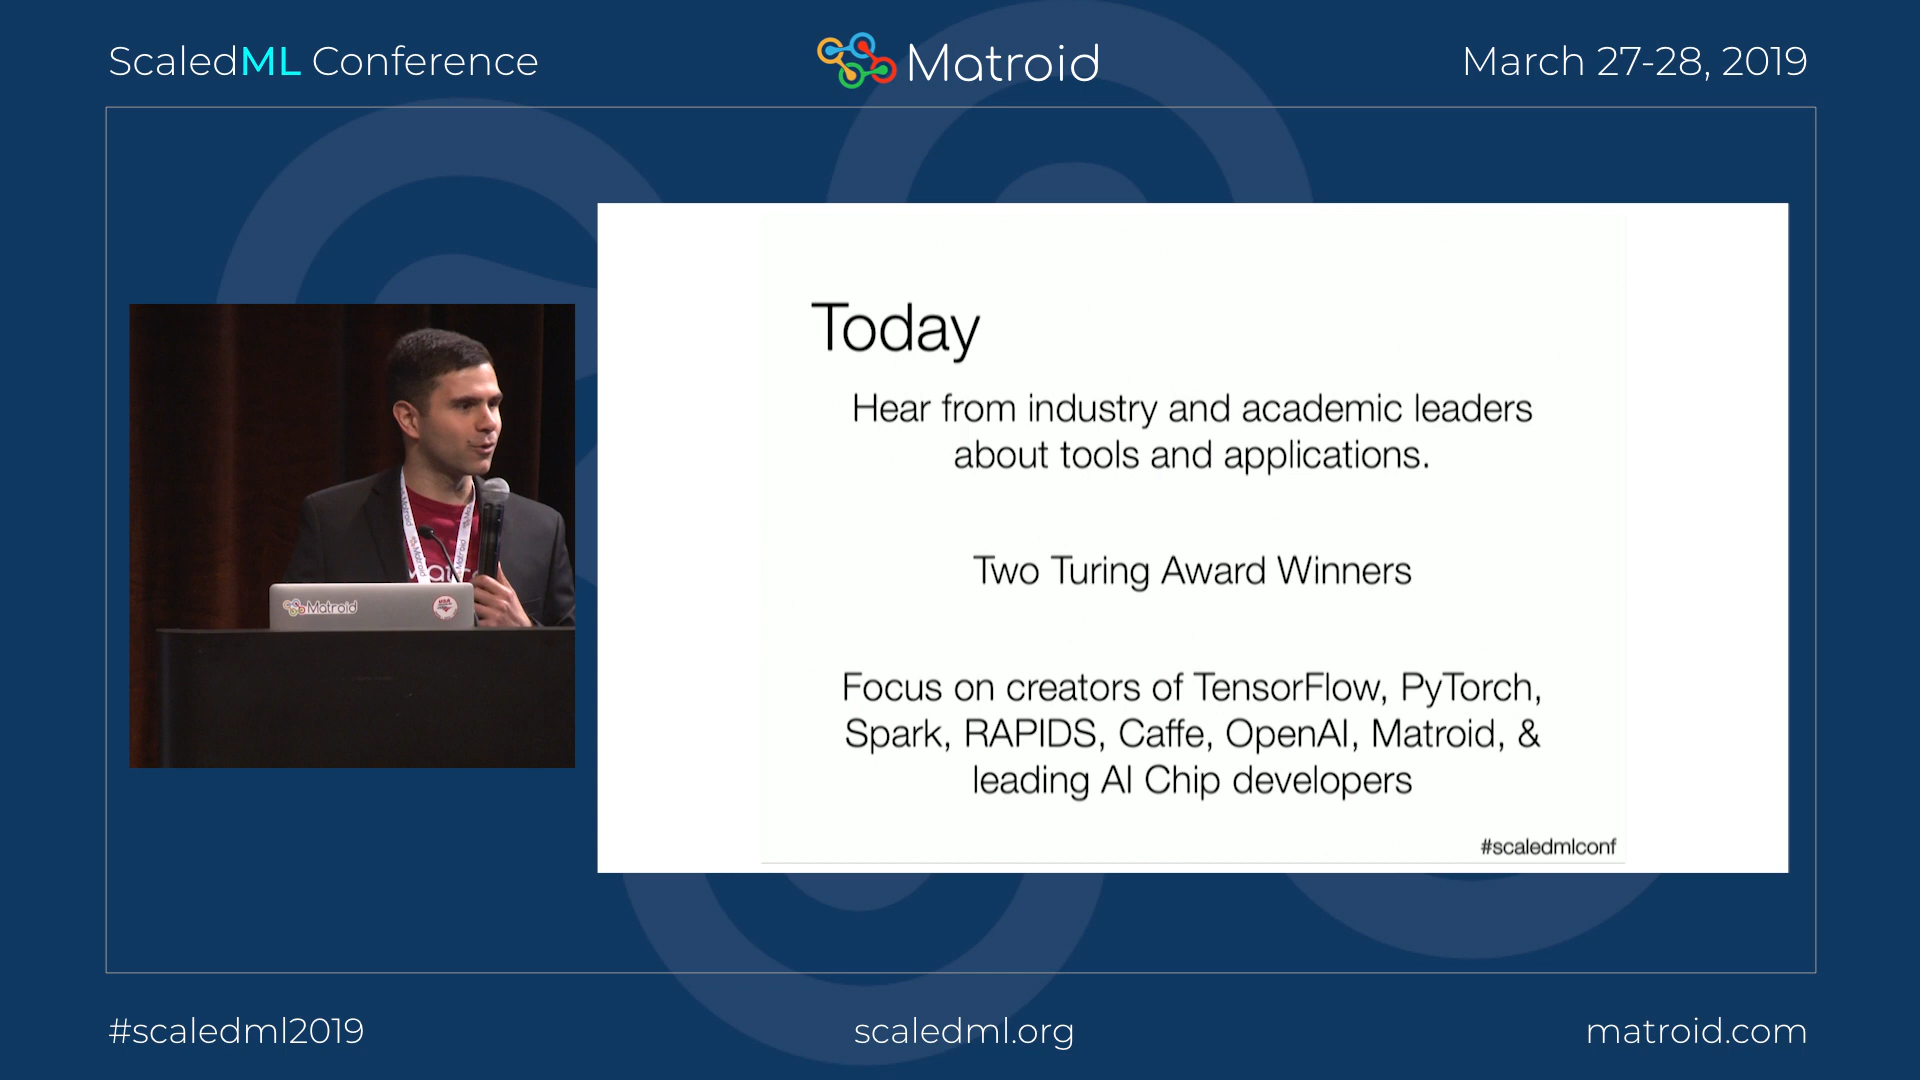 ScaledML Conference
Matroid
March 27-28, 2019
Today
Hear from industry and academic leaders
about tools and applications.
Two Turing Award Winners
Focus on creators of TensorFlow, PyTorch,
Spark, RAPIDS, Caffe, OpenAI, Matroid, &
leading AI Chip developers
#scaledmlconf
Matroid
Matroid
Matroid
#scaledml2019
scaledml.org
matroid.com